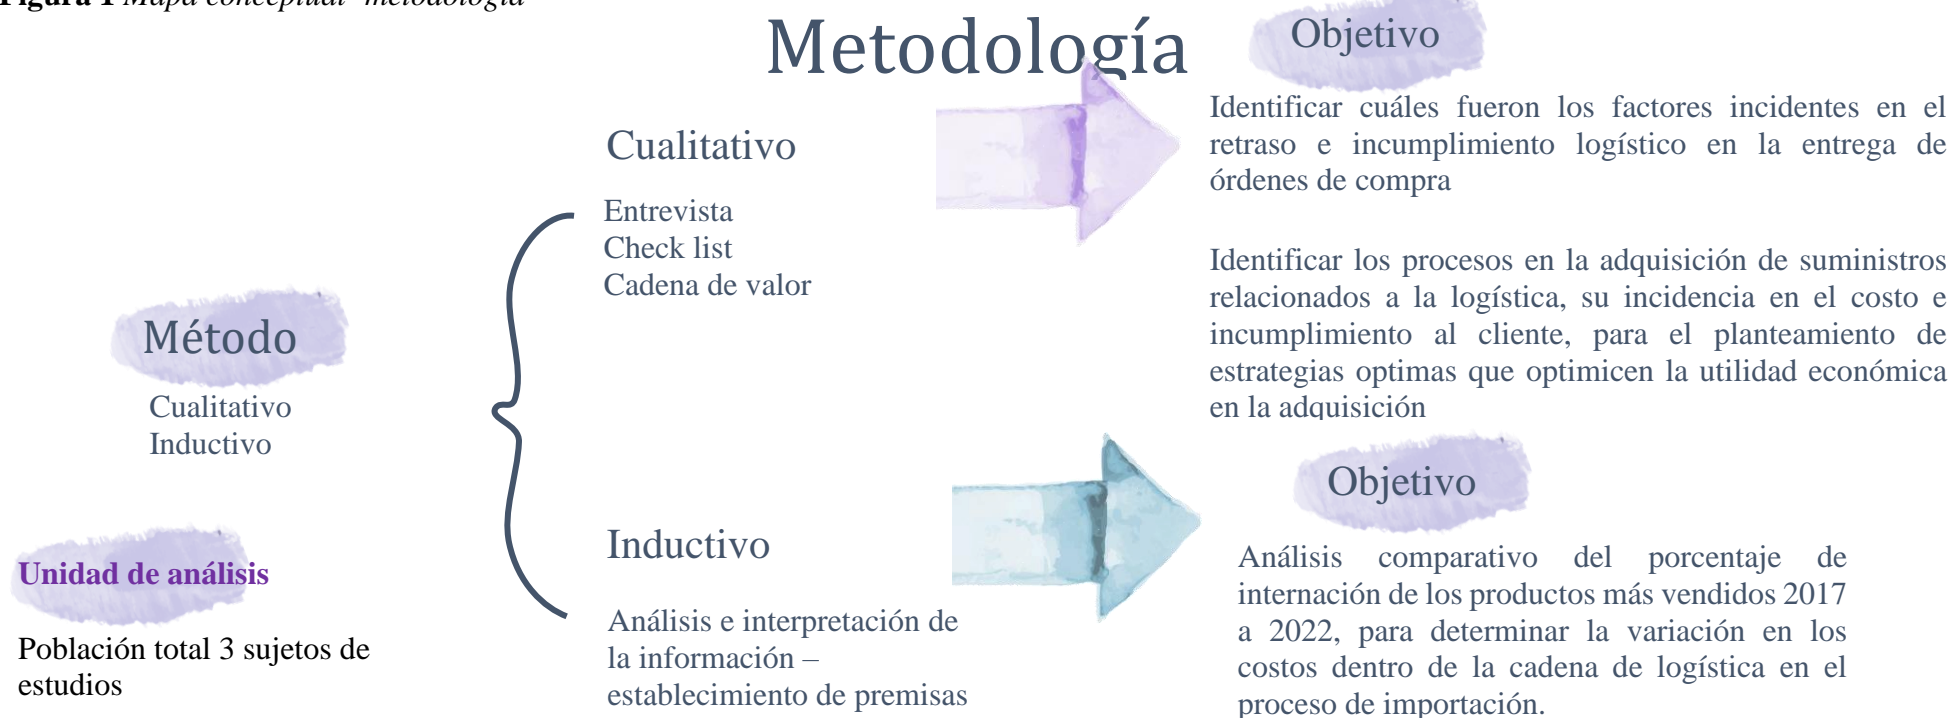 Figura 1 Mapa conceptual metodología
Metodología
Método
Cualitativo
Inductivo
Unidad de análisis
Población total 3 sujetos de
estudios
Cualitativo
Entrevista
Check list
Cadena de valor
Objetivo
Identificar cuáles fueron los factores incidentes en el
retraso e incumplimiento logístico en la entrega de
órdenes de compra
Identificar los procesos en la adquisición de suministros
relacionados a la logística, su incidencia en el costo e
incumplimiento al cliente, para el planteamiento de
estrategias optimas que optimicen la utilidad económica
en la adquisición
Inductivo
Análisis e interpretación de
la información –
establecimiento de premisas
Objetivo
Análisis comparativo del porcentaje de
internación de los productos más vendidos 2017
a 2022, para determinar la variación en los
costos dentro de la cadena de logística en el
proceso de importación.